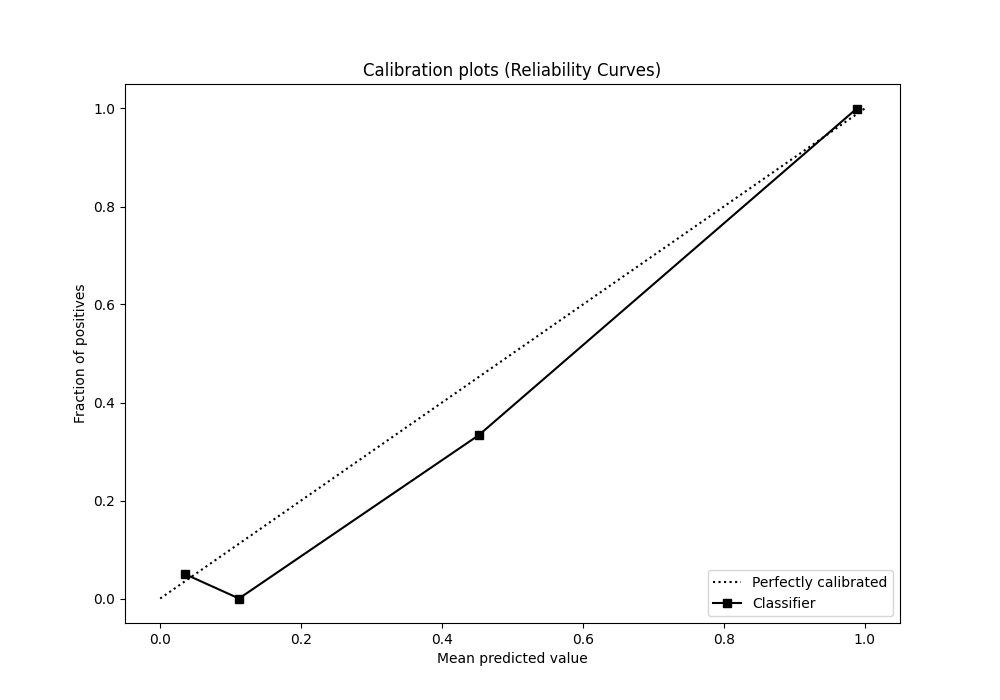 Calibration plots (Reliability Curves)
1.0
0.8
0.6
0.4
0.2
0.0
Fraction of positives
0.0 0.2 0.4 0.6 0.8 1.0
Mean predicted value
Perfectly calibrated
Classifier